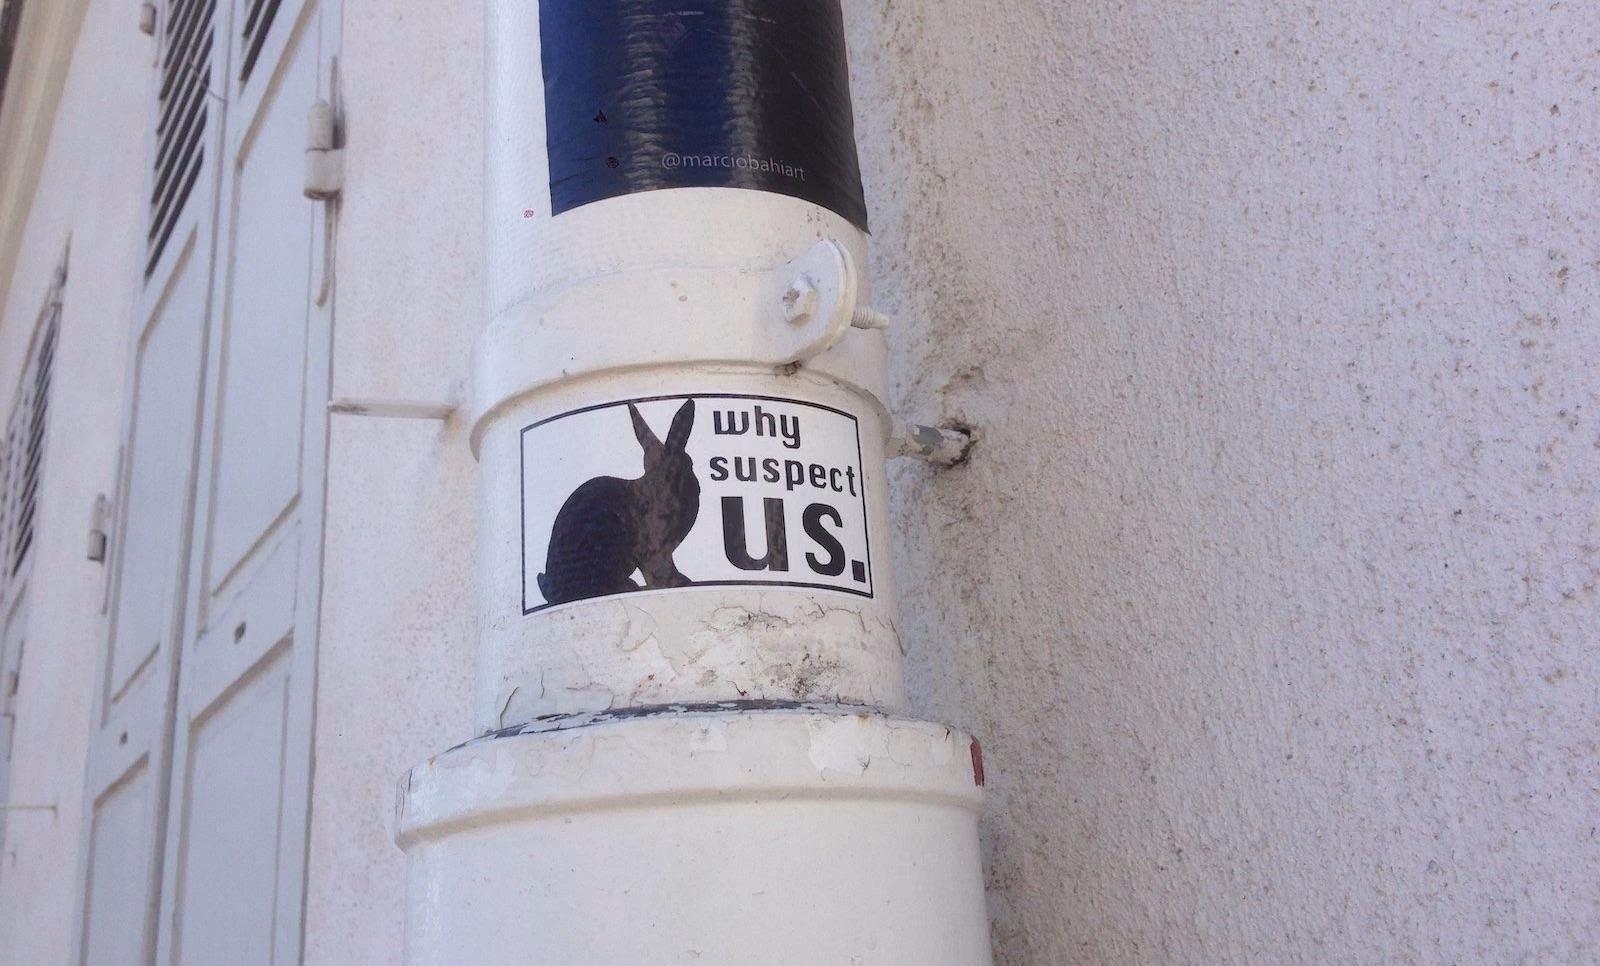 @marciobahiart
why
suspect
us.